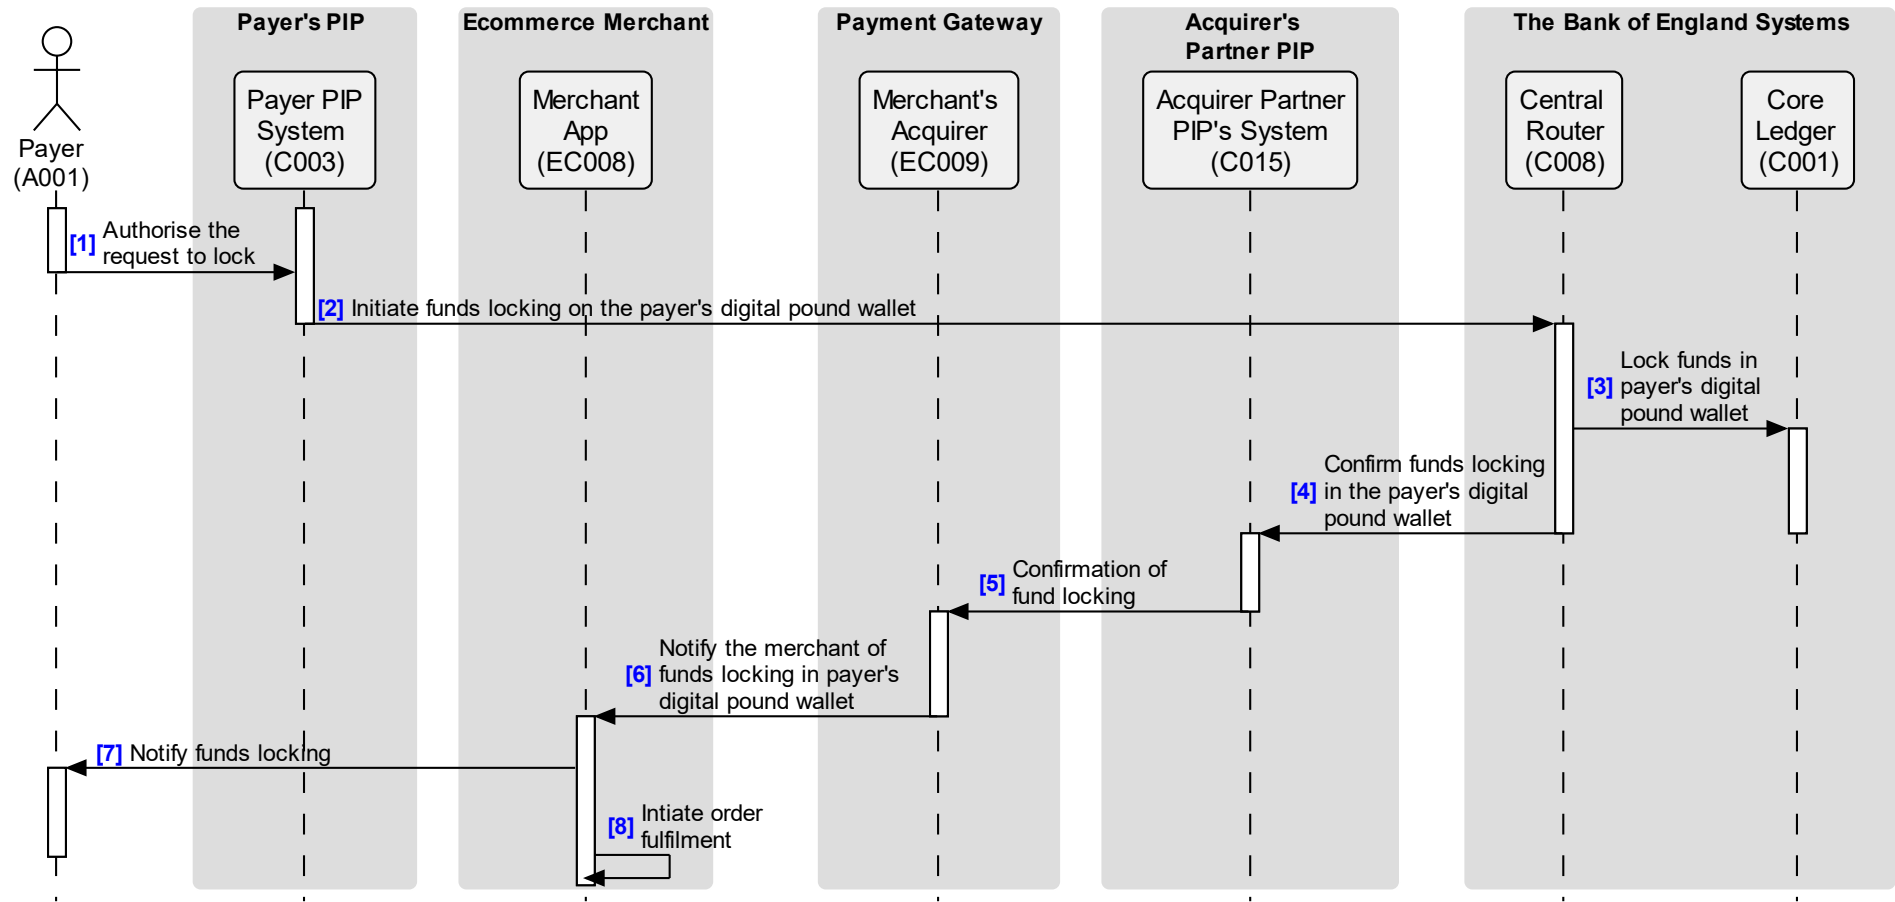 Payer's PIP
Ecommerce Merchant
Payment Gateway
Acquirer's
Partner PIP
The Bank of England Systems
Payer
(A001)
Payer PIP
System
(C003)
Merchant
App
(EC008)
Merchant's
Acquirer
(EC009)
Acquirer Partner
PIP's System
(C015)
Central
Router
(C008)
Core
Ledger
(C001)
[1] Authorise the
request to lock
[2] Initiate funds locking on the payer's digital pound wallet
Lock funds in
[3] payer's digital
pound wallet
Confirm funds locking
[4] in the payer's digital
pound wallet
[5] Confirmation of
fund locking
Notify the merchant of
[6] funds locking in payer's
digital pound wallet
[7] Notify funds locking
[8] Intiate order
fulfilment